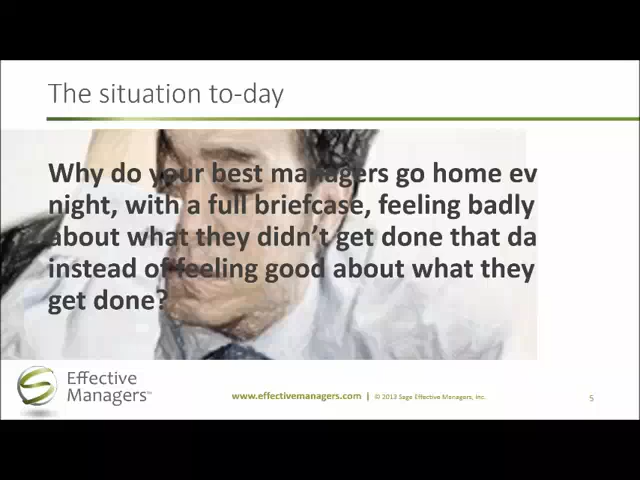 The situation to-day
Why do your best managers go home ev
night, with a full briefcase, feeling badly
about what they didn't get done that da
instead of feeling good about what they
get done?
Effective
Managers™
www.effectivemanagers.com | © 2013 Sage Effective Managers, Inc.
5